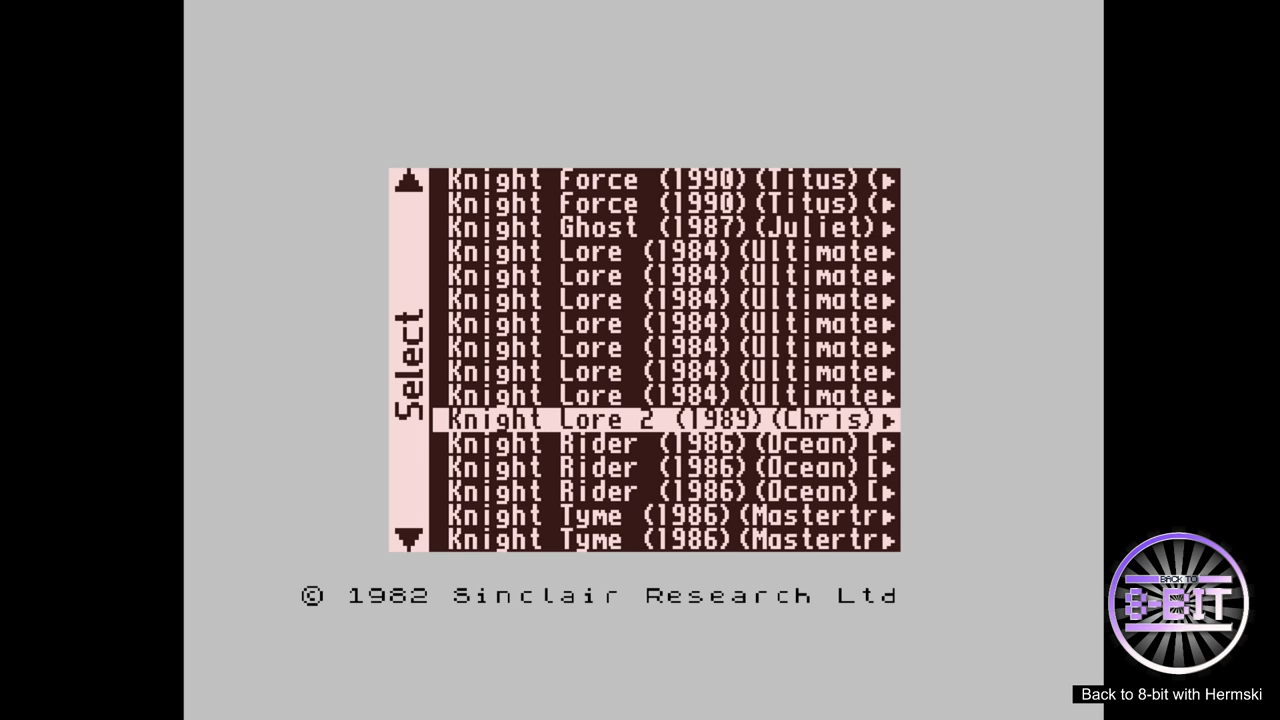 Knight Force (1990)(Titus)(
Knight Force (1990)(Titus)(
Knight Ghost (1987)(Juliet)
Knight Lore (1984)(Ultimate
Knight Lore (1984)(Ultimate
Knight Lore (1984)(Ultimate
Knight Lore (1984)(Ultimate
Knight Lore (1984)(Ultimate
Knight Lore (1984)(Ultimate
Knight Lore (1984)(Ultimate
Knight Lore 2 (1989)(Chris)
Knight Rider (1986)(Ocean)[
Knight Rider (1986)(Ocean)[
Knight Rider (1986)(Ocean)[
Knight Tyme (1986)(Mastertr
Knight Tyme (1986)(Mastertr
Select
© 1982 Sinclair Research Ltd
BACK TO
8-BIT
Back to 8-bit with Hermski